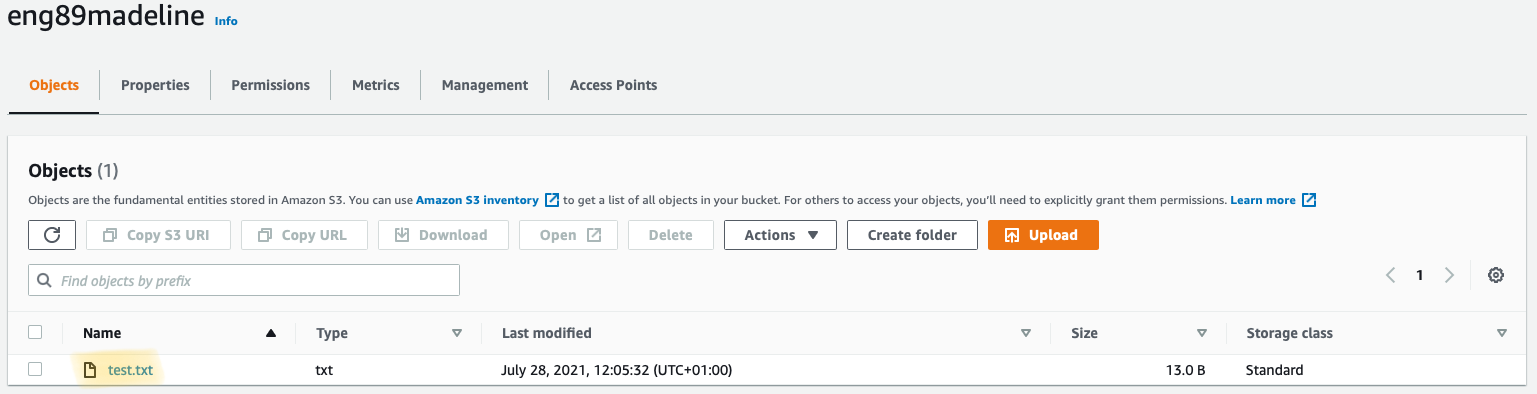 eng89madeline Info
Objects Properties Permissions Metrics Management Access Points
Objects (1)
Objects are the fundamental entities stored in Amazon S3. You can use Amazon S3 inventory to get a list of all objects in your bucket. For others to access your objects, you'll need to explicitly grant them permissions. Learn more
Copy S3 URI Copy URL Download Open Delete Actions Create folder Upload
Find objects by prefix 1
Name Type Last modified Size Storage class
test.txt txt July 28, 2021, 12:05:32 (UTC+01:00) 13.0 B Standard